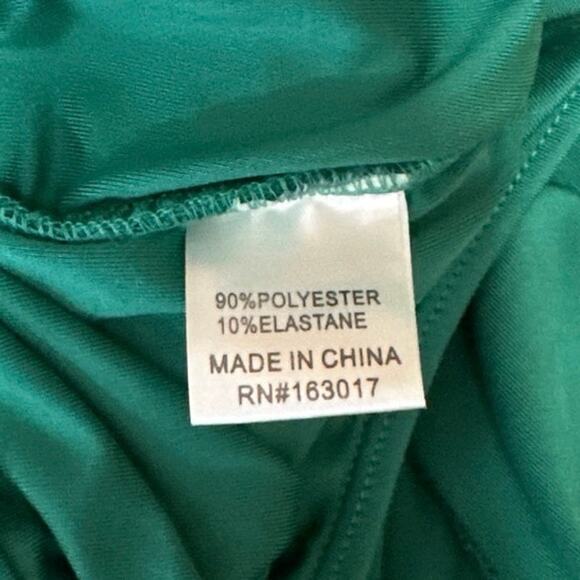 90%POLYESTER
10%ELASTANE
MADE IN CHINA
RN#163017